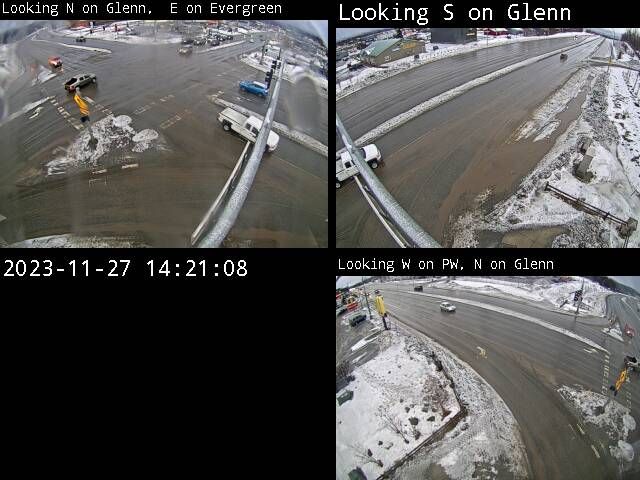 Looking N on Glenn,  E on Evergreen
Looking S on Glenn
2023-11-27 14:21:08
Looking W on PW, N on Glenn